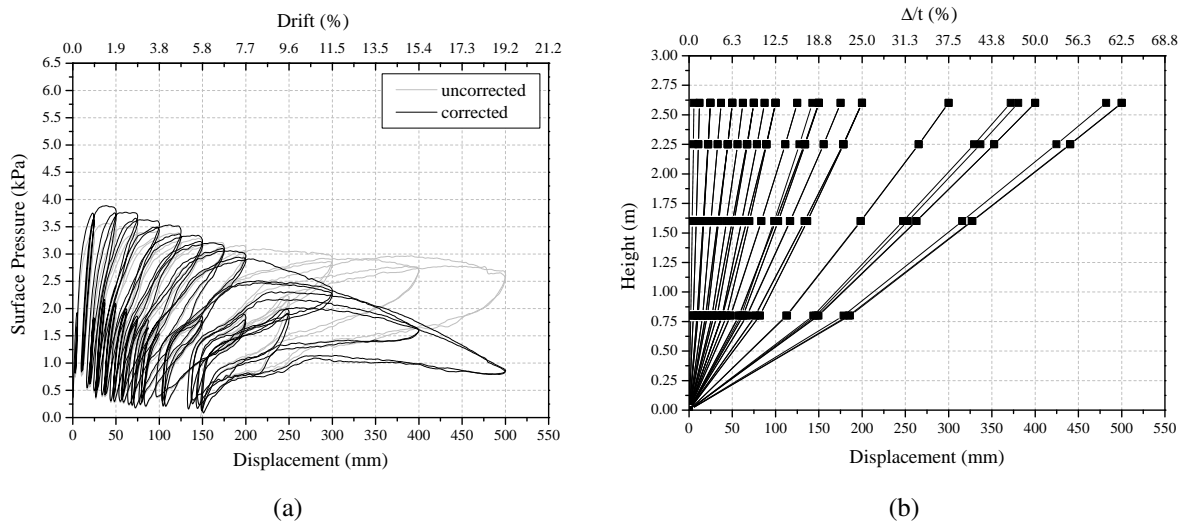 Drift (%)
0.0 1.9 3.8 5.8 7.7 9.6 11.5 13.5 15.4 17.3 19.2 21.2
6.5
6.0
5.5
5.0
4.5
4.0
3.5
3.0
2.5
2.0
1.5
1.0
0.5
0.0
Surface Pressure (kPa)
uncorrected
corrected
0 50 100 150 200 250 300 350 400 450 500 550
Displacement (mm)
(a)
Δ/t (%)
0.0 6.3 12.5 18.8 25.0 31.3 37.5 43.8 50.0 56.3 62.5 68.8
3.00
2.75
2.50
2.25
2.00
1.75
1.50
1.25
1.00
0.75
0.50
0.25
0.00
Height (m)
0 50 100 150 200 250 300 350 400 450 500 550
Displacement (mm)
(b)